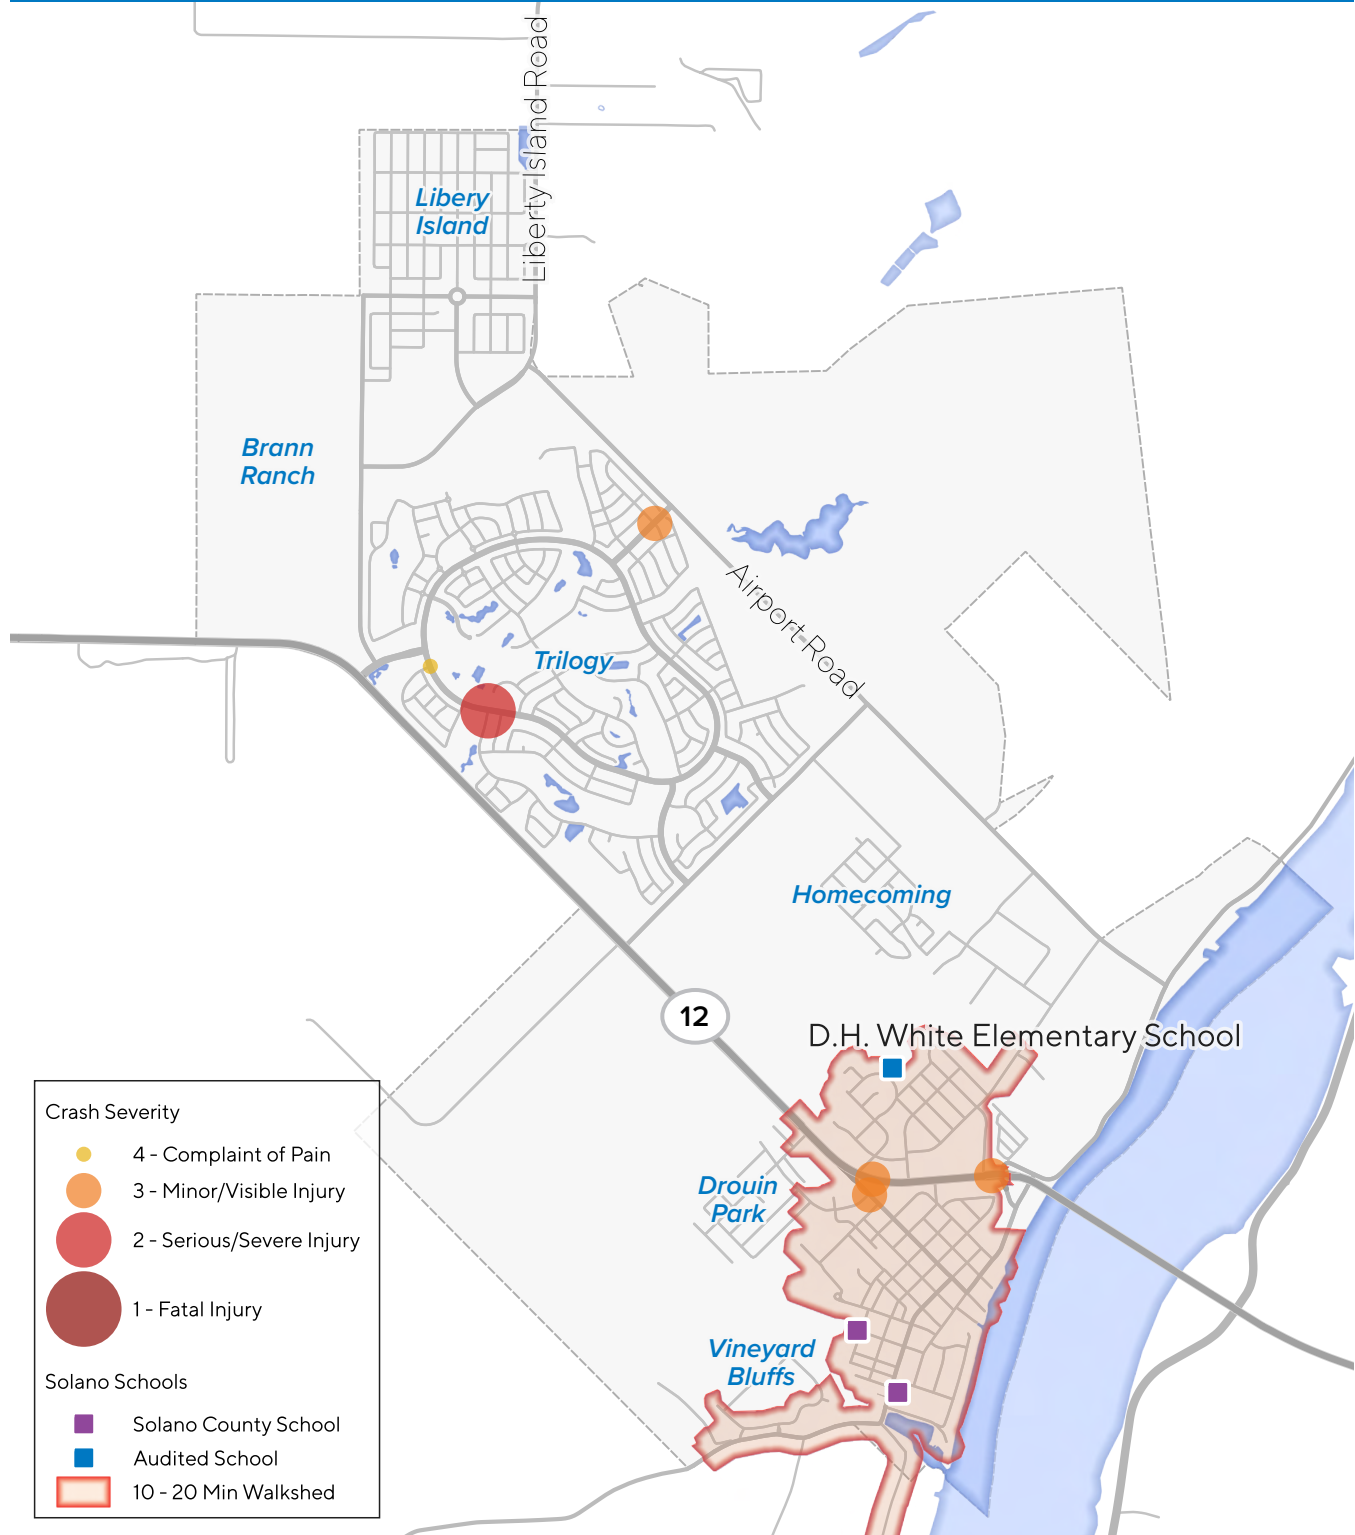 Liberty Island Road
Libery
Island
Brann
Ranch
Airport Road
Trilogy
Homecoming
12
D.H. White Elementary School
Drouin
Park
Vineyard
Bluffs
Crash Severity
4 - Complaint of Pain
3 - Minor/Visible Injury
2 - Serious/Severe Injury
1 - Fatal Injury
Solano Schools
Solano County School
Audited School
10 - 20 Min Walkshed